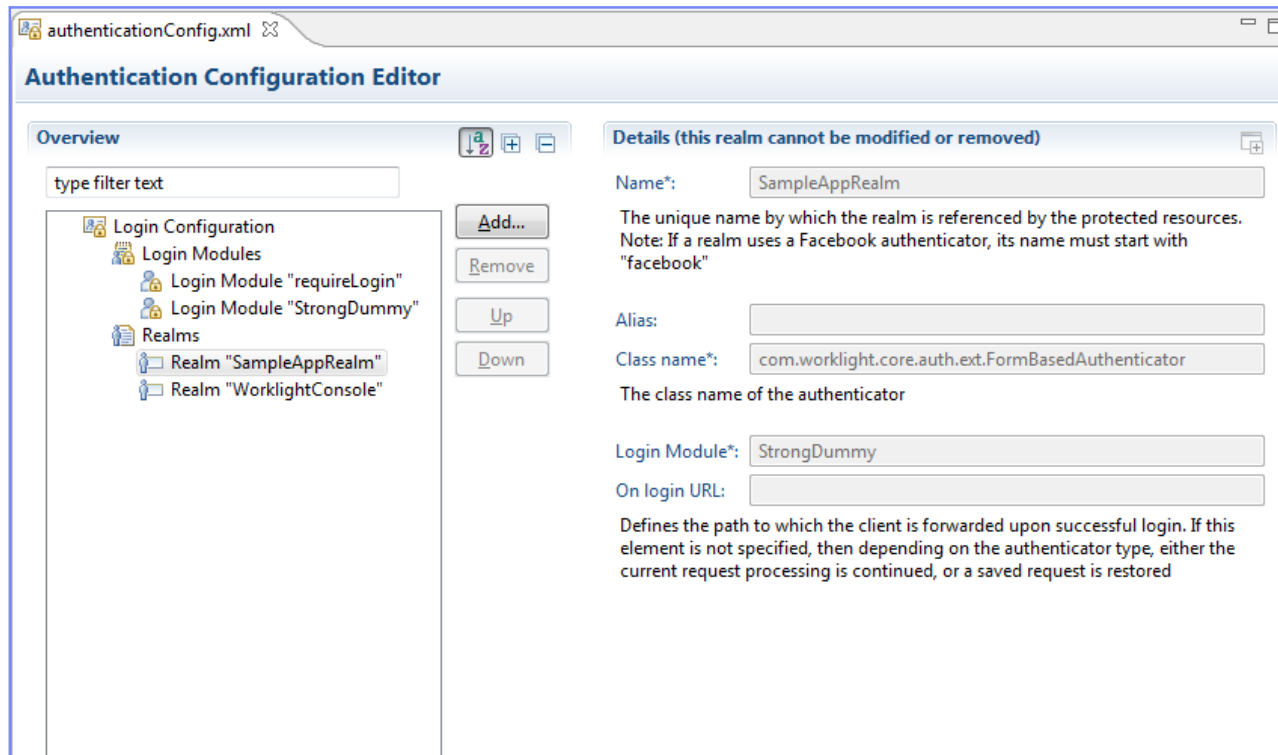 authenticationConfig.xml
Authentication Configuration Editor
Overview
type filter text
Login Configuration
Login Modules
Login Module "requireLogin"
Login Module "StrongDummy"
Realms
Realm "SampleAppRealm"
Realm "WorklightConsole"
Add...
Remove
Up
Down
Details (this realm cannot be modified or removed)
Name*: SampleAppRealm
The unique name by which the realm is referenced by the protected resources.
Note: If a realm uses a Facebook authenticator, its name must start with
"facebook"
Alias:
Class name*: com.worklight.core.auth.ext.FormBasedAuthenticator
The class name of the authenticator
Login Module*: StrongDummy
On login URL:
Defines the path to which the client is forwarded upon successful login. If this
element is not specified, then depending on the authenticator type, either the
current request processing is continued, or a saved request is restored